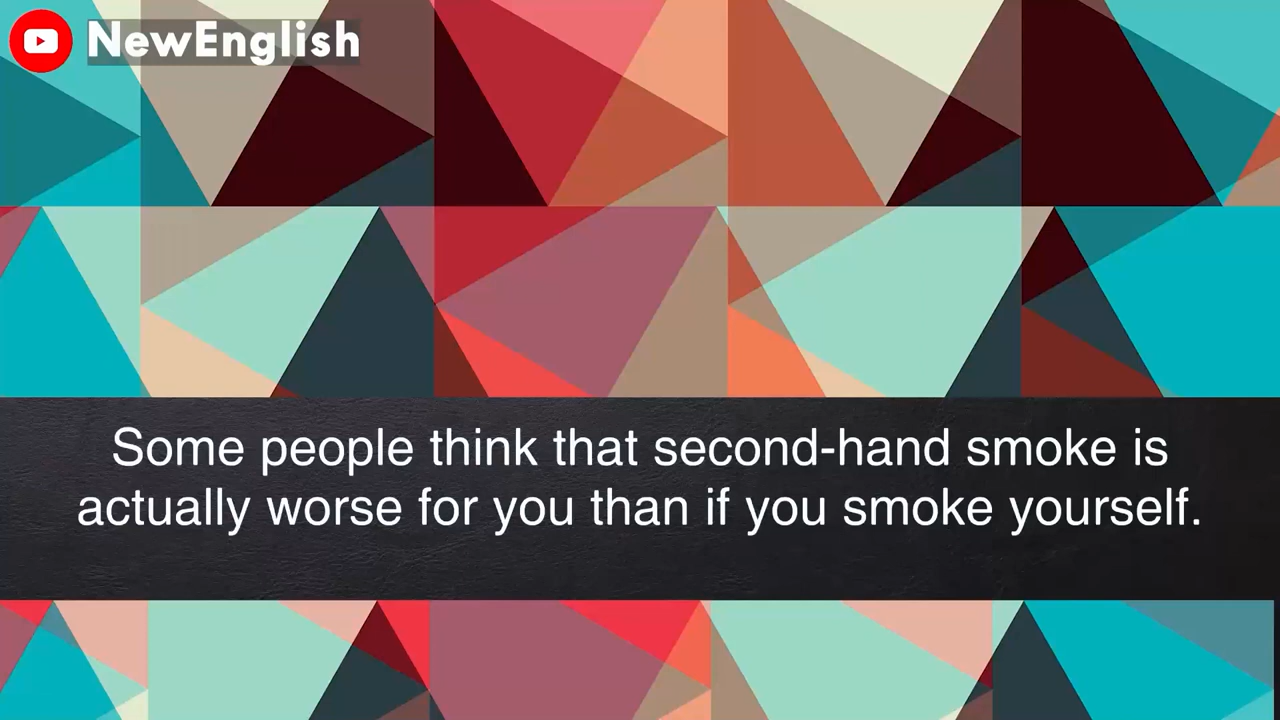 NewEnglish
Some people think that second-hand smoke is
actually worse for you than if you smoke yourself.